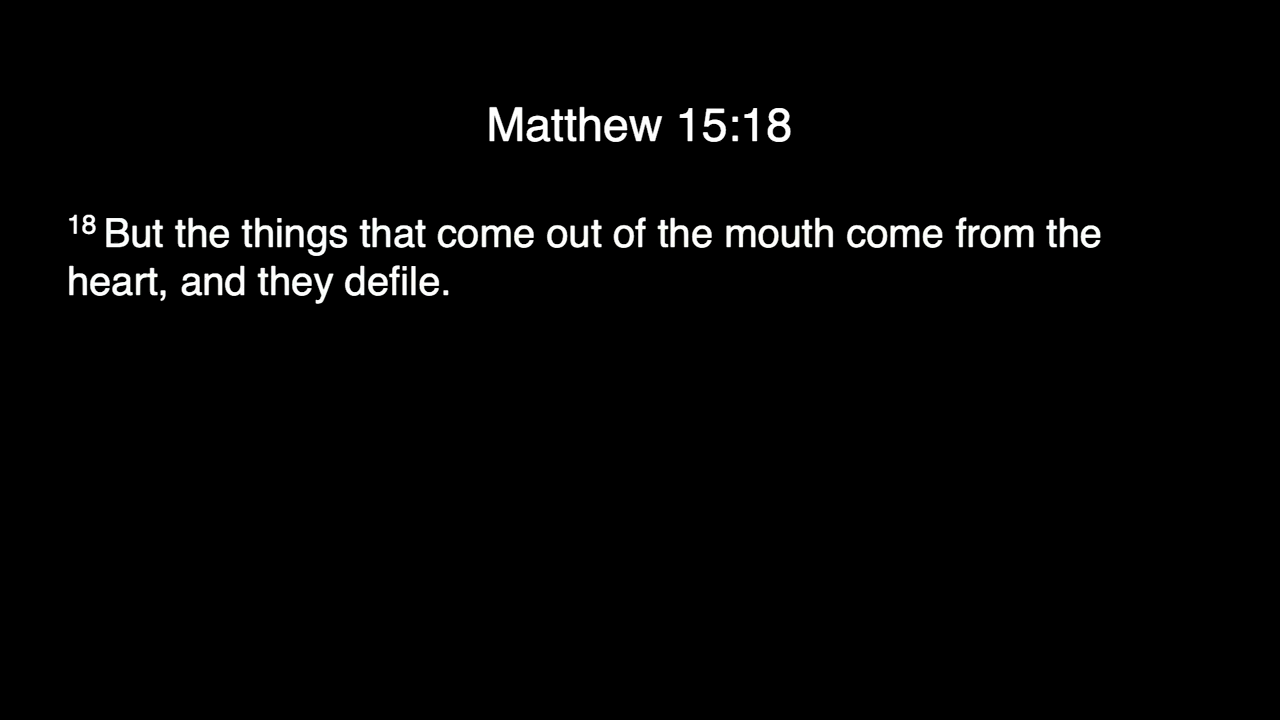 Matthew 15:18
18 But the things that come out of the mouth come from the
heart, and they defile.